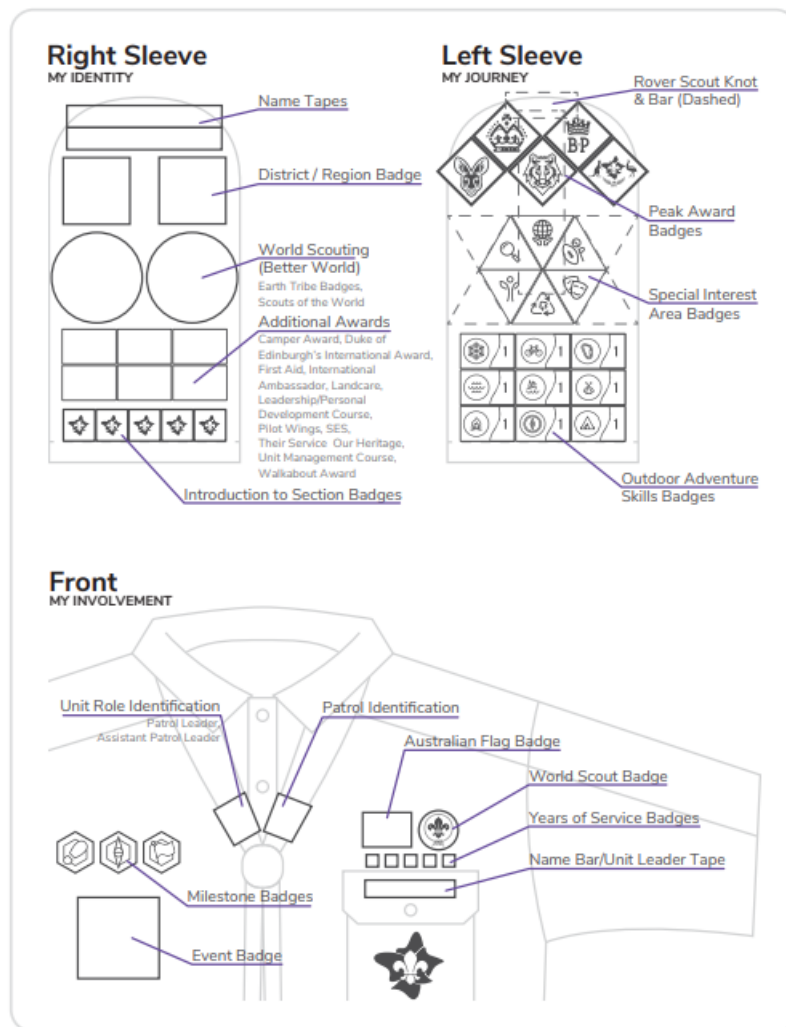 Right Sleeve
MY IDENTITY
Name Tapes
District / Region Badge
World Scouting
(Better World)
Earth Tribe Badges,
Scouts of the World
Additional Awards
Camper Award, Duke of
Edinburgh's International Award,
First Aid, International
Ambassador, Landcare,
Leadership/Personal
Development Course,
Pilot Wings, SES,
Their Service Our Heritage,
Unit Management Course,
Walkabout Award
Introduction to Section Badges
Left Sleeve
MY JOURNEY
Rover Scout Knot
& Bar (Dashed)
B·P
Peak Award
Badges
Special Interest
Area Badges
1 1 1
1 1 1
1 1 1
Outdoor Adventure
Skills Badges
Front
MY INVOLVEMENT
Unit Role Identification
Patrol Leader,
Assistant Patrol Leader
Patrol Identification
Australian Flag Badge
World Scout Badge
Years of Service Badges
Name Bar/Unit Leader Tape
Milestone Badges
Event Badge